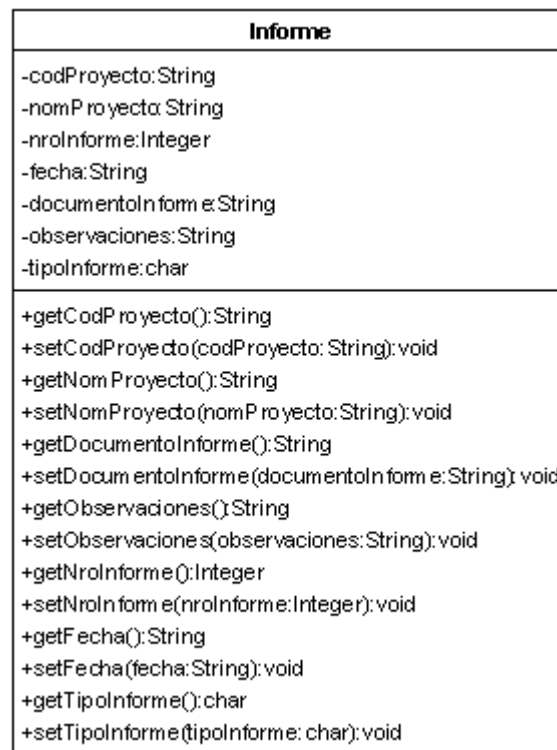 Informe
-codProyecto:String
-nomProyecto:String
-nroInforme:Integer
-fecha:String
-documentoInforme:String
-observaciones:String
-tipoInforme:char
+getCodProyecto():String
+setCodProyecto(codProyecto:String):void
+getNomProyecto():String
+setNomProyecto(nomProyecto:String):void
+getDocumentoInforme():String
+setDocumentoInforme(documentoInforme:String):void
+getObservaciones():String
+setObservaciones(observaciones:String):void
+getNroInforme():Integer
+setNroInforme(nroInforme:Integer):void
+getFecha():String
+setFecha(fecha:String):void
+getTipoInforme():char
+setTipoInforme(tipoInforme: char):void